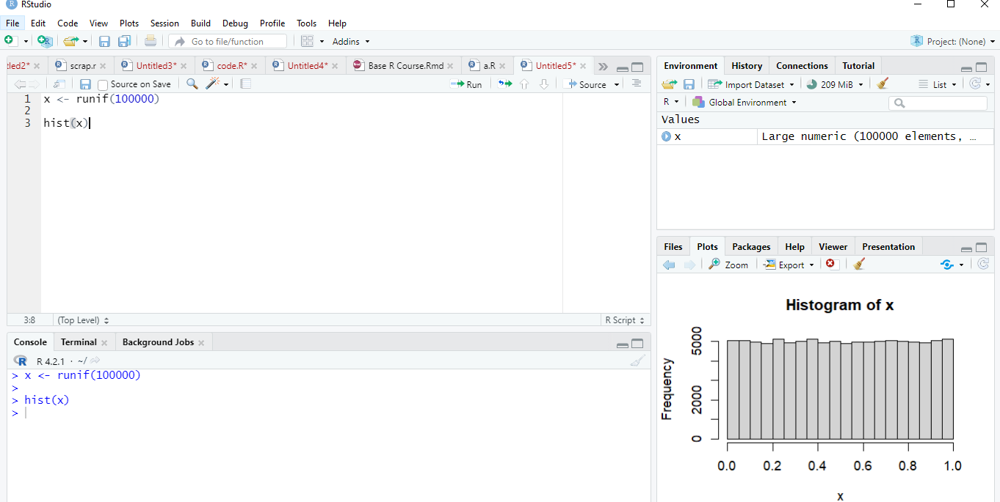 RStudio
File Edit Code View Plots Session Build Debug Profile Tools Help
Go to file/function Addins Project: (None)
tled2* scrap.r Untitled3* code.R* Untitled4* Base R Course.Rmd a.R Untitled5*
Source on Save Run Source
1 x <- runif(100000)
2
3 hist(x)
3:8 (Top Level) R Script
Console Terminal Background Jobs
R 4.2.1 · ~/
> x <- runif(100000)
>
> hist(x)
>
Environment History Connections Tutorial
Import Dataset 209 MiB List
R Global Environment
Values
x Large numeric (100000 elements, …
Files Plots Packages Help Viewer Presentation
Zoom Export
Histogram of x
Frequency
5000
2000
0
0.0 0.2 0.4 0.6 0.8 1.0
x